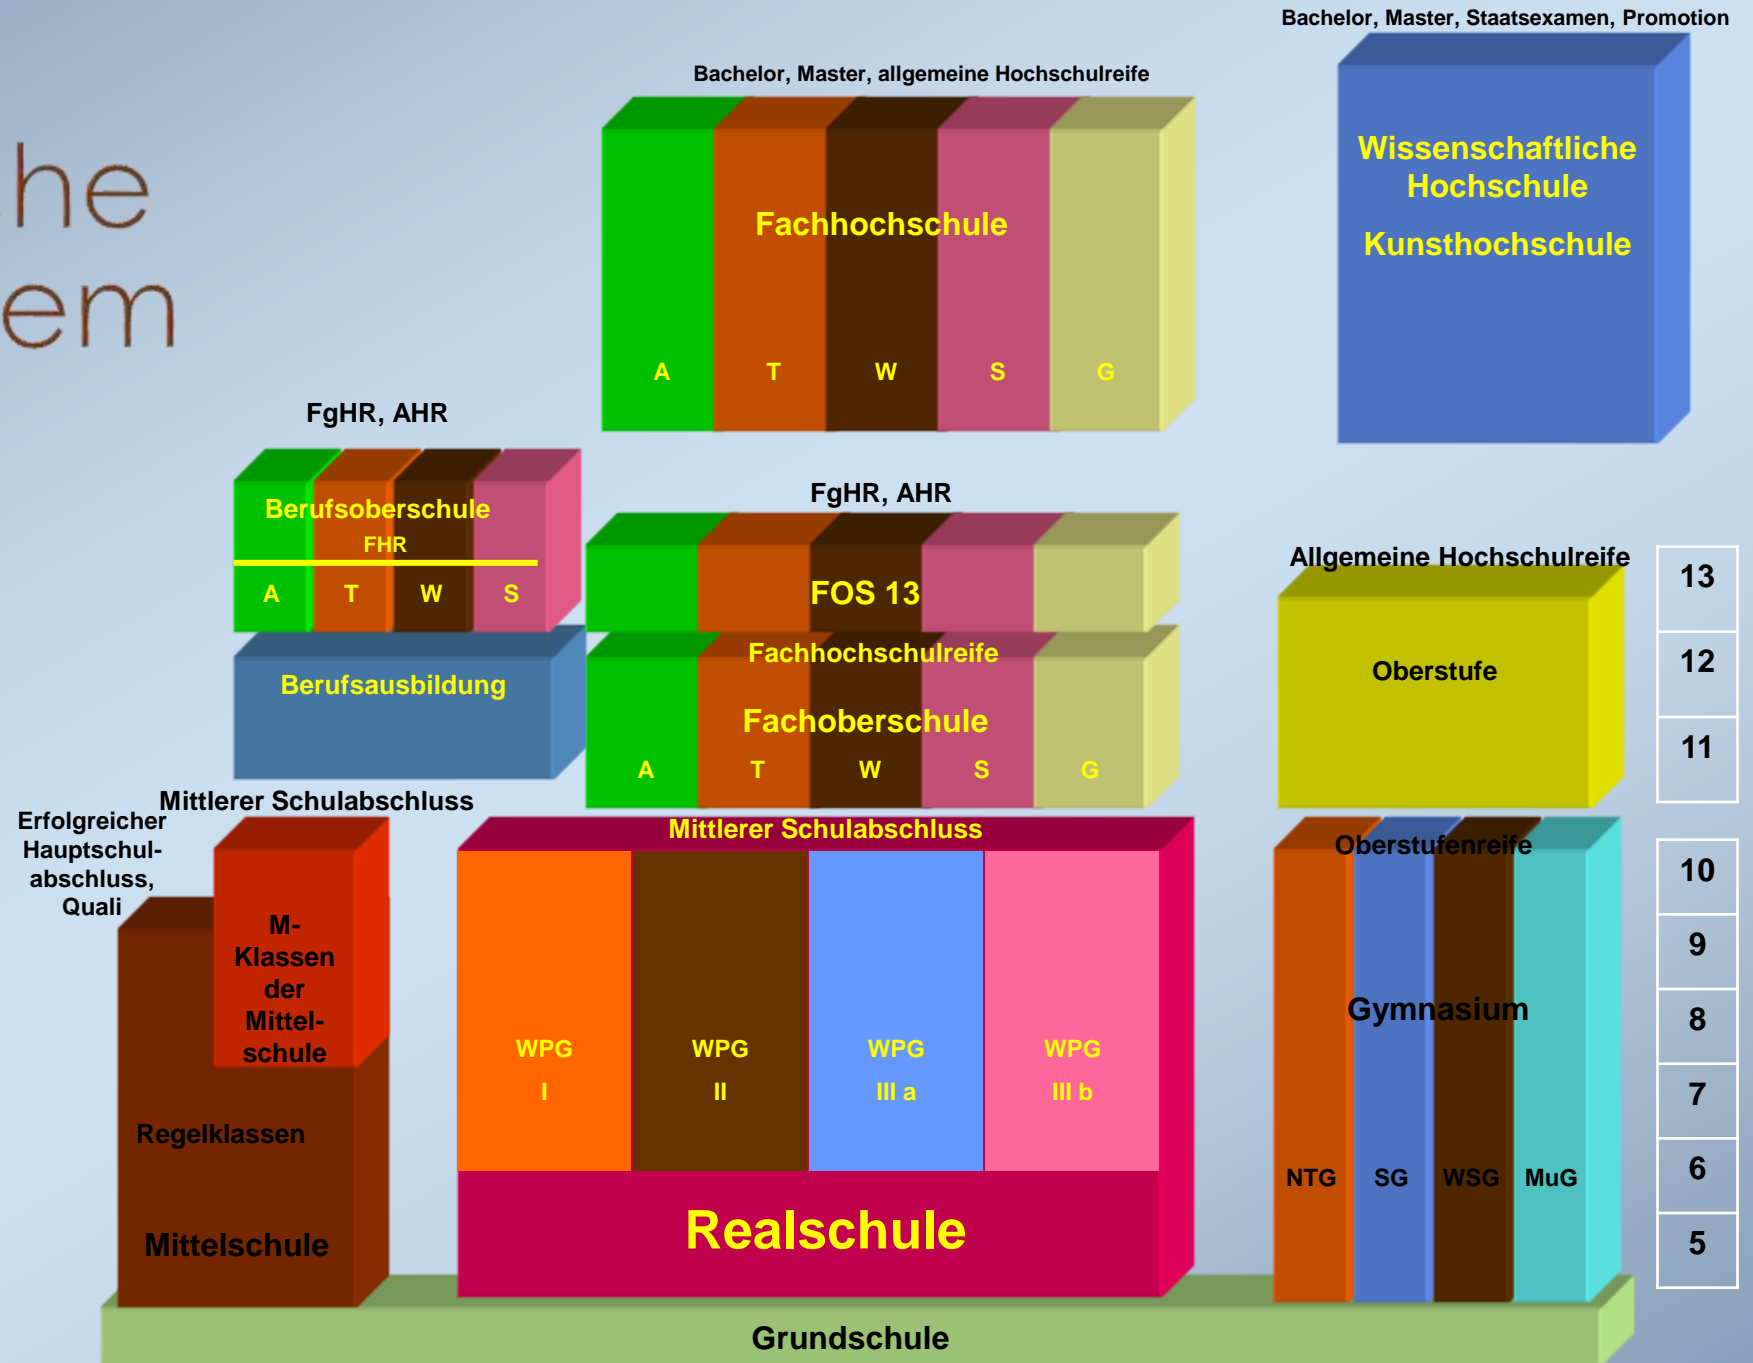 Bachelor, Master, Staatsexamen, Promotion
Wissenschaftliche
Hochschule
Kunsthochschule
Bachelor, Master, allgemeine Hochschulreife
Fachhochschule
A T W S G
he
em
FgHR, AHR
Berufsoberschule
FHR
A T W S
Berufsausbildung
FgHR, AHR
FOS 13
Fachhochschulreife
Fachoberschule
A T W S G
Allgemeine Hochschulreife
Oberstufe
13
12
11
Mittlerer Schulabschluss
Erfolgreicher
Hauptschul-
abschluss,
Quali
M-
Klassen
der
Mittel-
schule
Regelklassen
Mittelschule
Mittlerer Schulabschluss
WPG WPG WPG WPG
I II III a III b
Realschule
Oberstufenreife
Gymnasium
NTG SG WSG MuG
10
9
8
7
6
5
Grundschule